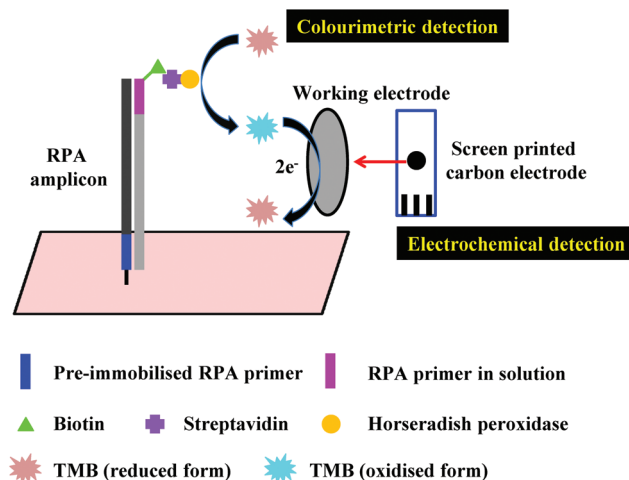 Colourimetric detection
Working electrode
RPA
amplicon
2e-
Screen printed
carbon electrode
Electrochemical detection
Pre-immobilised RPA primer
RPA primer in solution
Biotin
Streptavidin
Horseradish peroxidase
TMB (reduced form)
TMB (oxidised form)